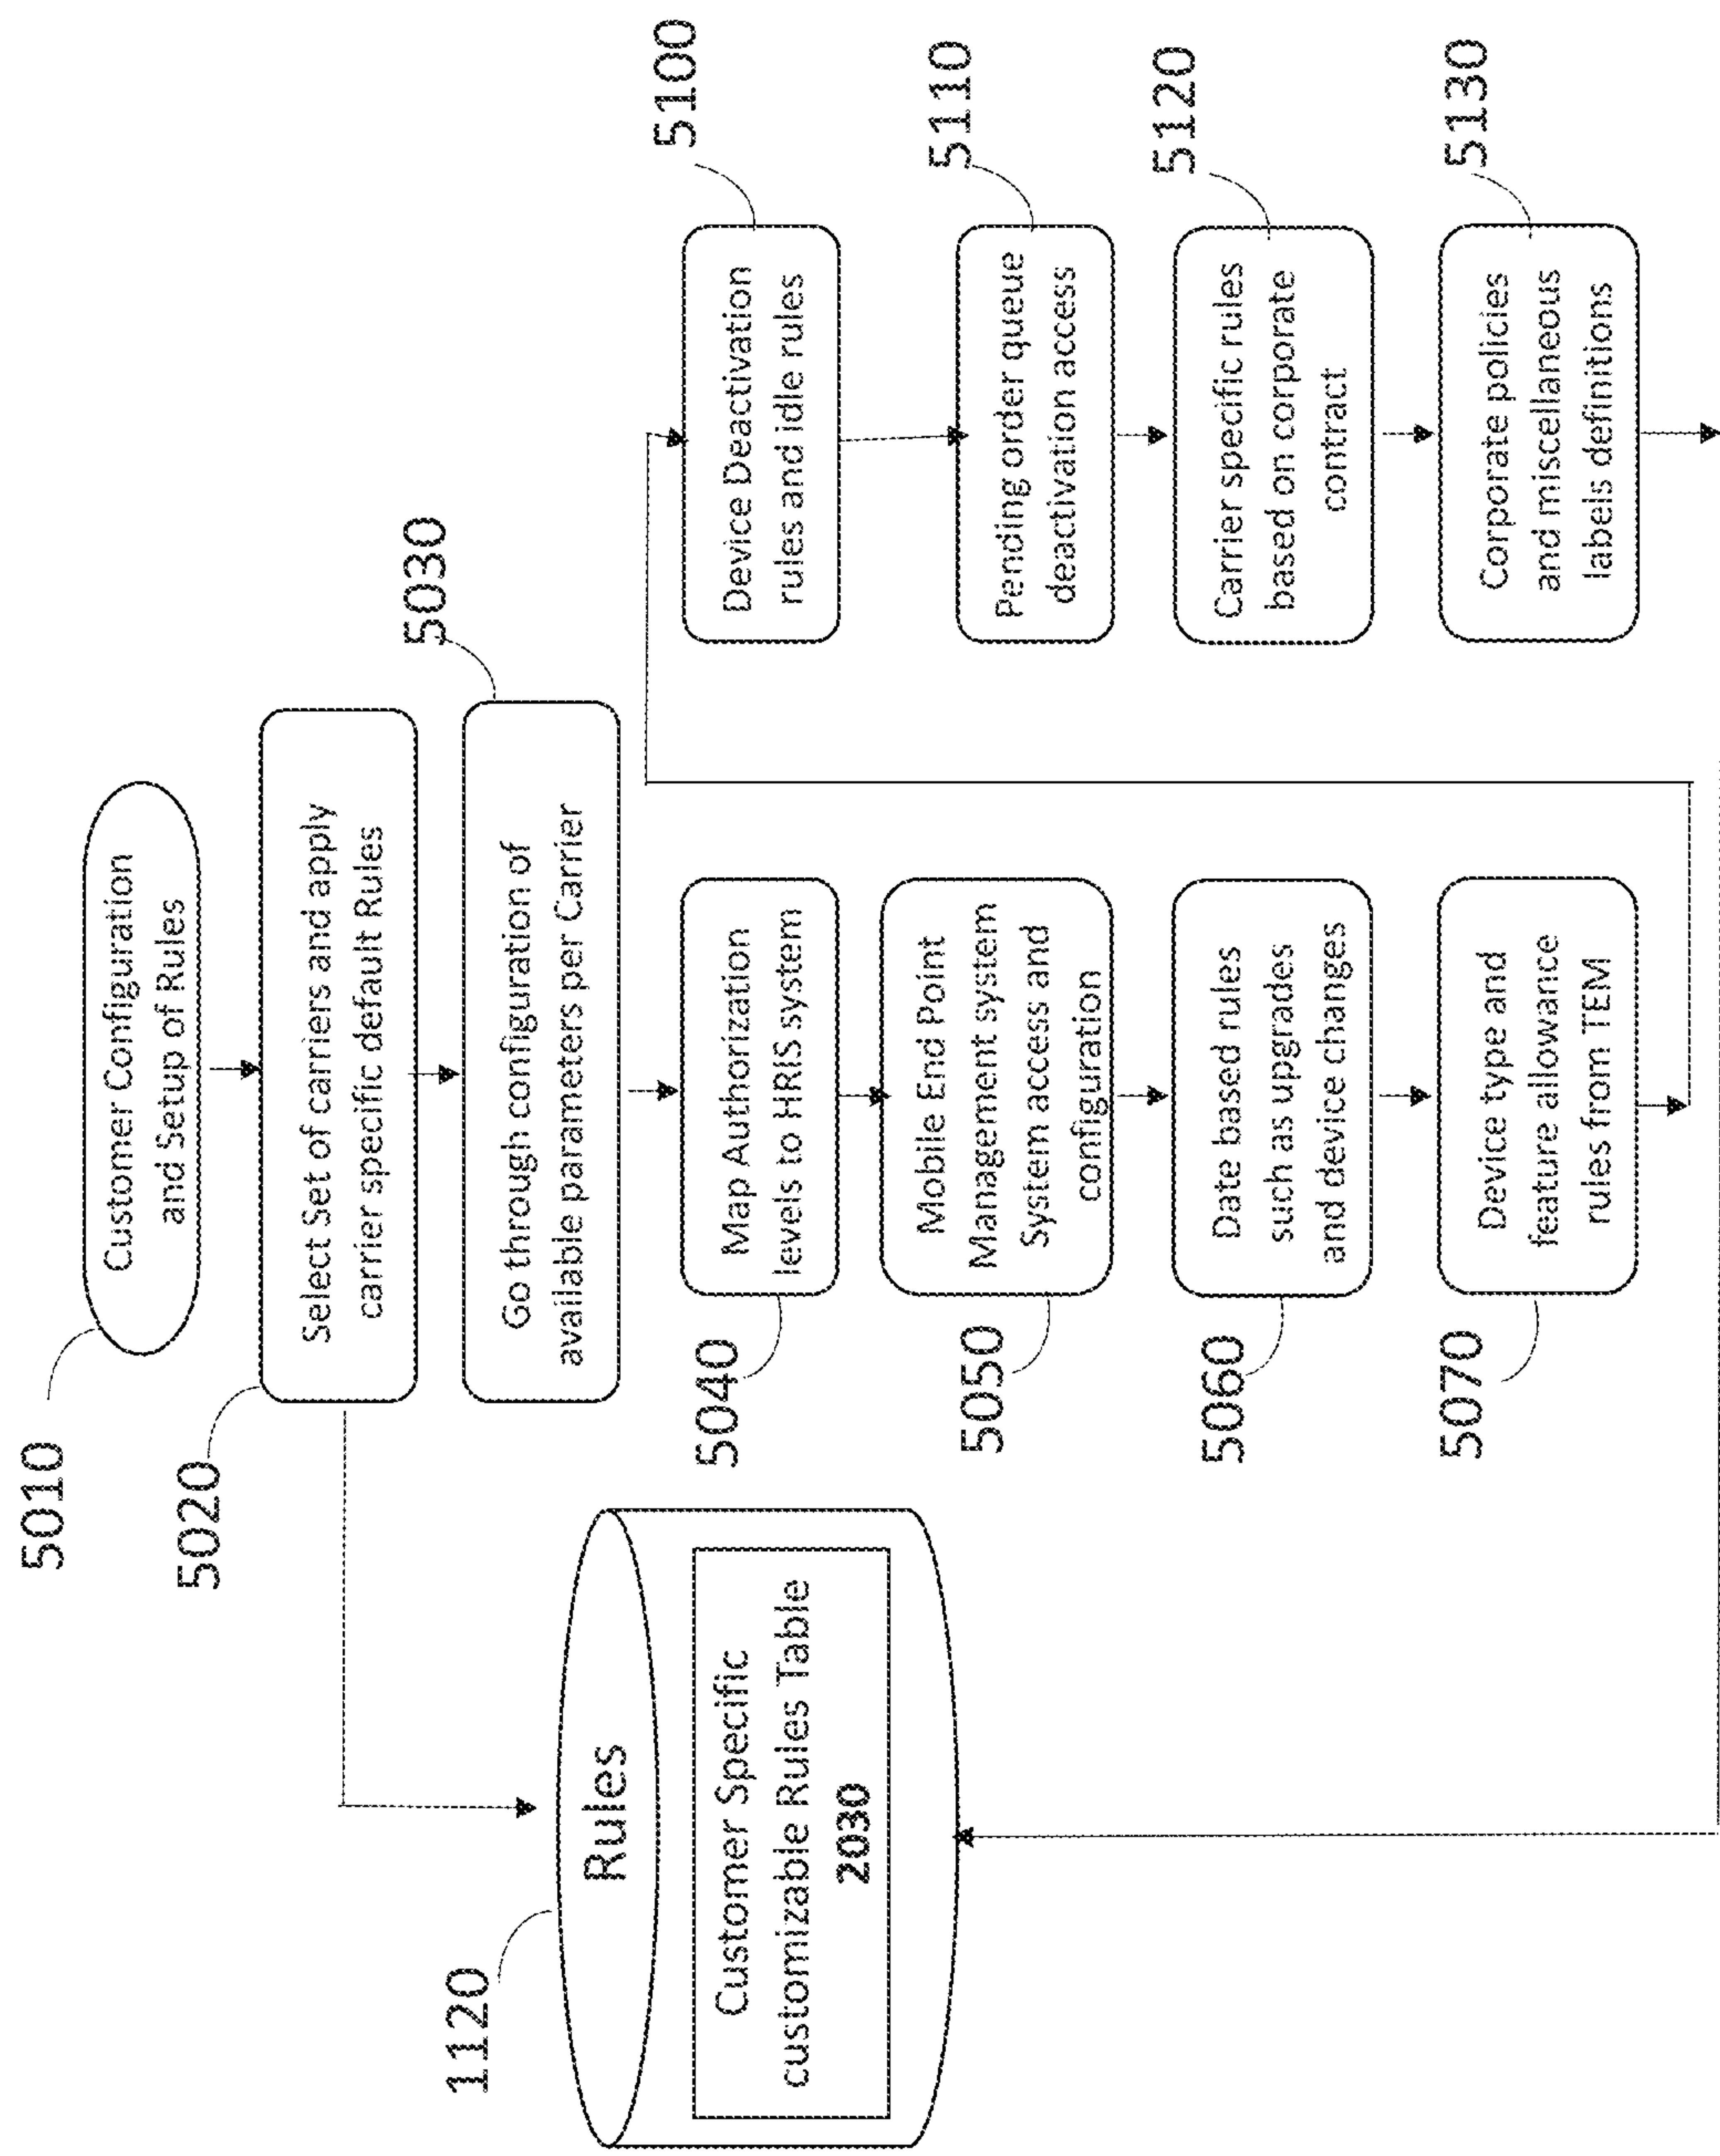 5010
Customer Configuration
and Setup of Rules
5020
Select Set of carriers and apply
carrier specific default Rules
5030
Go through configuration of
available parameters per Carrier
1120
Rules
Customer Specific
customizable Rules Table
2030
5040
Map Authorization
levels to HRIS system
5050
Mobile End Point
Management system
System access and
configuration
5060
Date based rules
such as upgrades
and device changes
5070
Device type and
feature allowance
rules from TEM
5100
Device Deactivation
rules and idle rules
5110
Pending order queue
deactivation access
5120
Carrier specific rules
based on corporate
contract
5130
Corporate policies
and miscellaneous
labels definitions